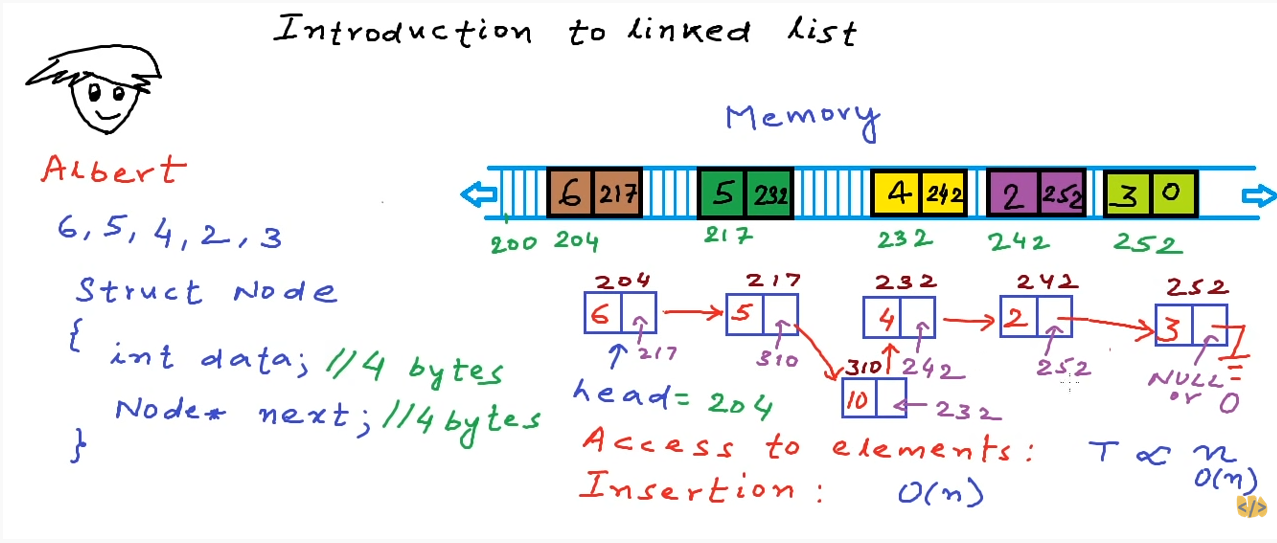 Introduction to linked list
Albert
6, 5, 4, 2, 3
Struct Node
{
int data; //4 bytes
Node* next; //4 bytes
}
Memory
6 217 5 232 4 242 2 252 3 0
200 204 217 232 242 252
204 217 232 242 252
6 5 4 2 3
217 310 310 242 252 NULL or 0
head = 204
10 232
Access to elements: T ∝ n
O(n)
Insertion: O(n)
</>